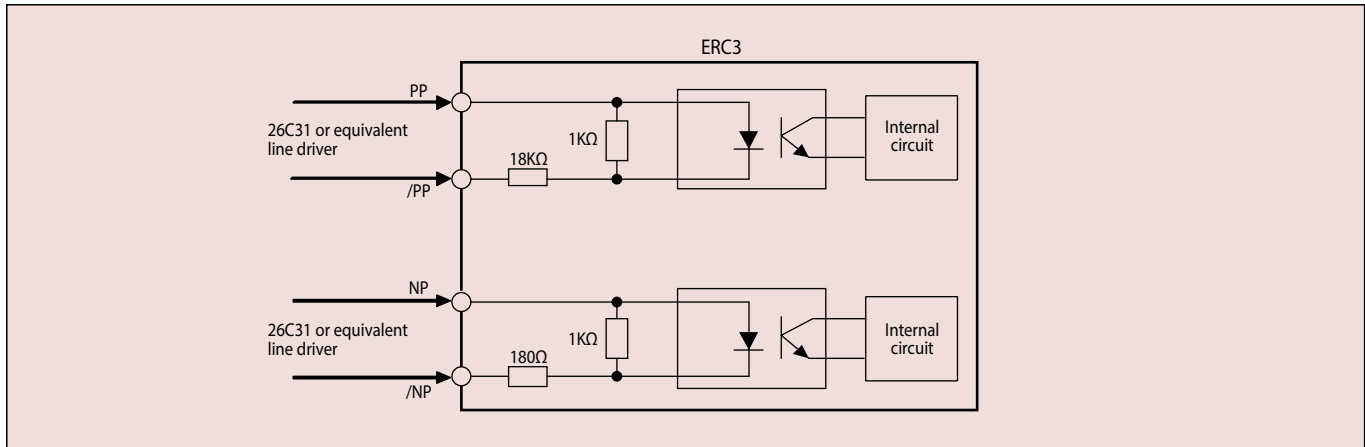 ERC3
PP
26C31 or equivalent
line driver
/PP
1KΩ
18KΩ
Internal
circuit
NP
26C31 or equivalent
line driver
/NP
1KΩ
180Ω
Internal
circuit